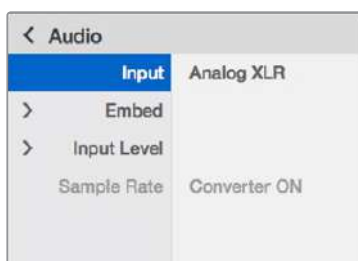 Audio
Input Analog XLR
Embed
Input Level
Sample Rate Converter ON